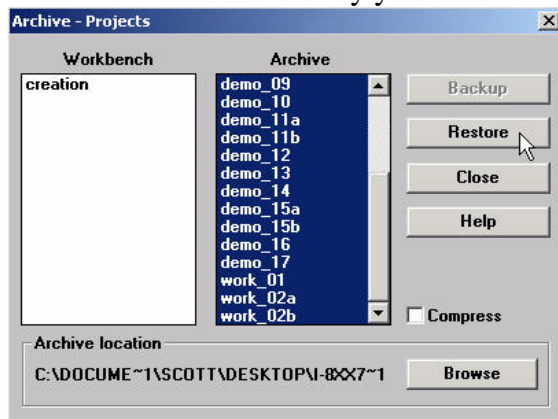 Archive - Projects
Workbench
Archive
creation
demo_09
demo_10
demo_11a
demo_11b
demo_12
demo_13
demo_14
demo_15a
demo_15b
demo_16
demo_17
work_01
work_02a
work_02b
Backup
Restore
Close
Help
Compress
Archive location
C:\DOCUME~1\SCOTT\DESKTOP\I-8XX7~1
Browse